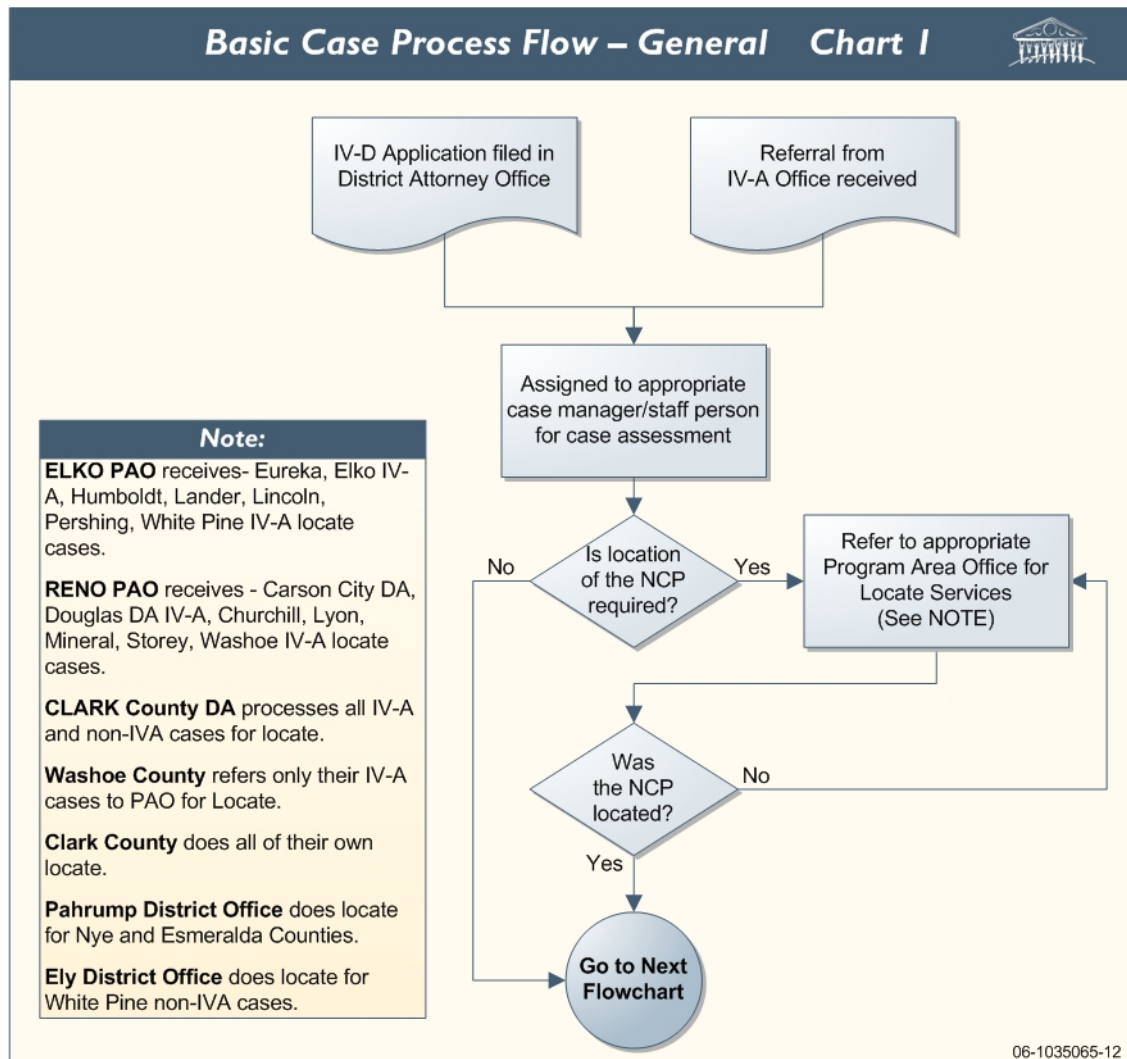 Basic Case Process Flow – General Chart 1
IV-D Application filed in
District Attorney Office
Referral from
IV-A Office received
Assigned to appropriate
case manager/staff person
for case assessment
Note:
ELKO PAO receives- Eureka, Elko IV-
A, Humboldt, Lander, Lincoln,
Pershing, White Pine IV-A locate
cases.
RENO PAO receives - Carson City DA,
Douglas DA IV-A, Churchill, Lyon,
Mineral, Storey, Washoe IV-A locate
cases.
CLARK County DA processes all IV-A
and non-IVA cases for locate.
Washoe County refers only their IV-A
cases to PAO for Locate.
Clark County does all of their own
locate.
Pahrump District Office does locate
for Nye and Esmeralda Counties.
Ely District Office does locate for
White Pine non-IVA cases.
No
Is location
of the NCP
required?
Yes
Refer to appropriate
Program Area Office for
Locate Services
(See NOTE)
Was
the NCP
located?
No
Yes
Go to Next
Flowchart
06-1035065-12